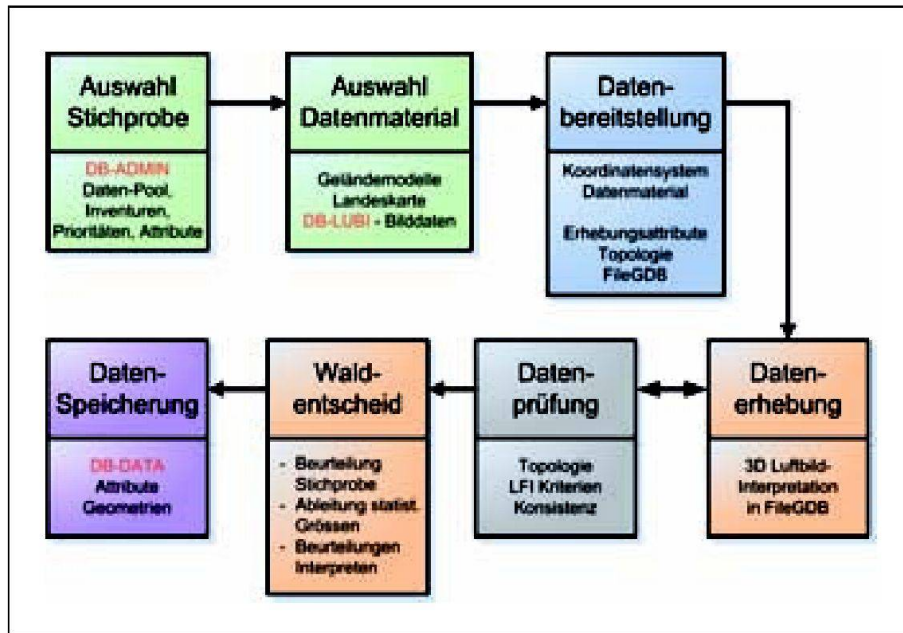 Auswahl
Stichprobe
DB-ADMIN
Daten-Pool,
Inventuren,
Prioritäten, Attribute
Auswahl
Datenmaterial
Geländemodelle
Landeskarte
DB-LUBI - Bilddaten
Daten-
bereitstellung
Koordinatensystem
Datenmaterial
Erhebungsattribute
Topologie
FileGDB
Daten-
erhebung
3D Luftbild-
Interpretation
in FileGDB
Daten-
prüfung
Topologie
LFI Kriterien
Konsistenz
Wald-
entscheid
- Beurteilung
Stichprobe
- Ableitung statist.
Grössen
- Beurteilungen
Interpreten
Daten-
Speicherung
DB-DATA
Attribute
Geometrien